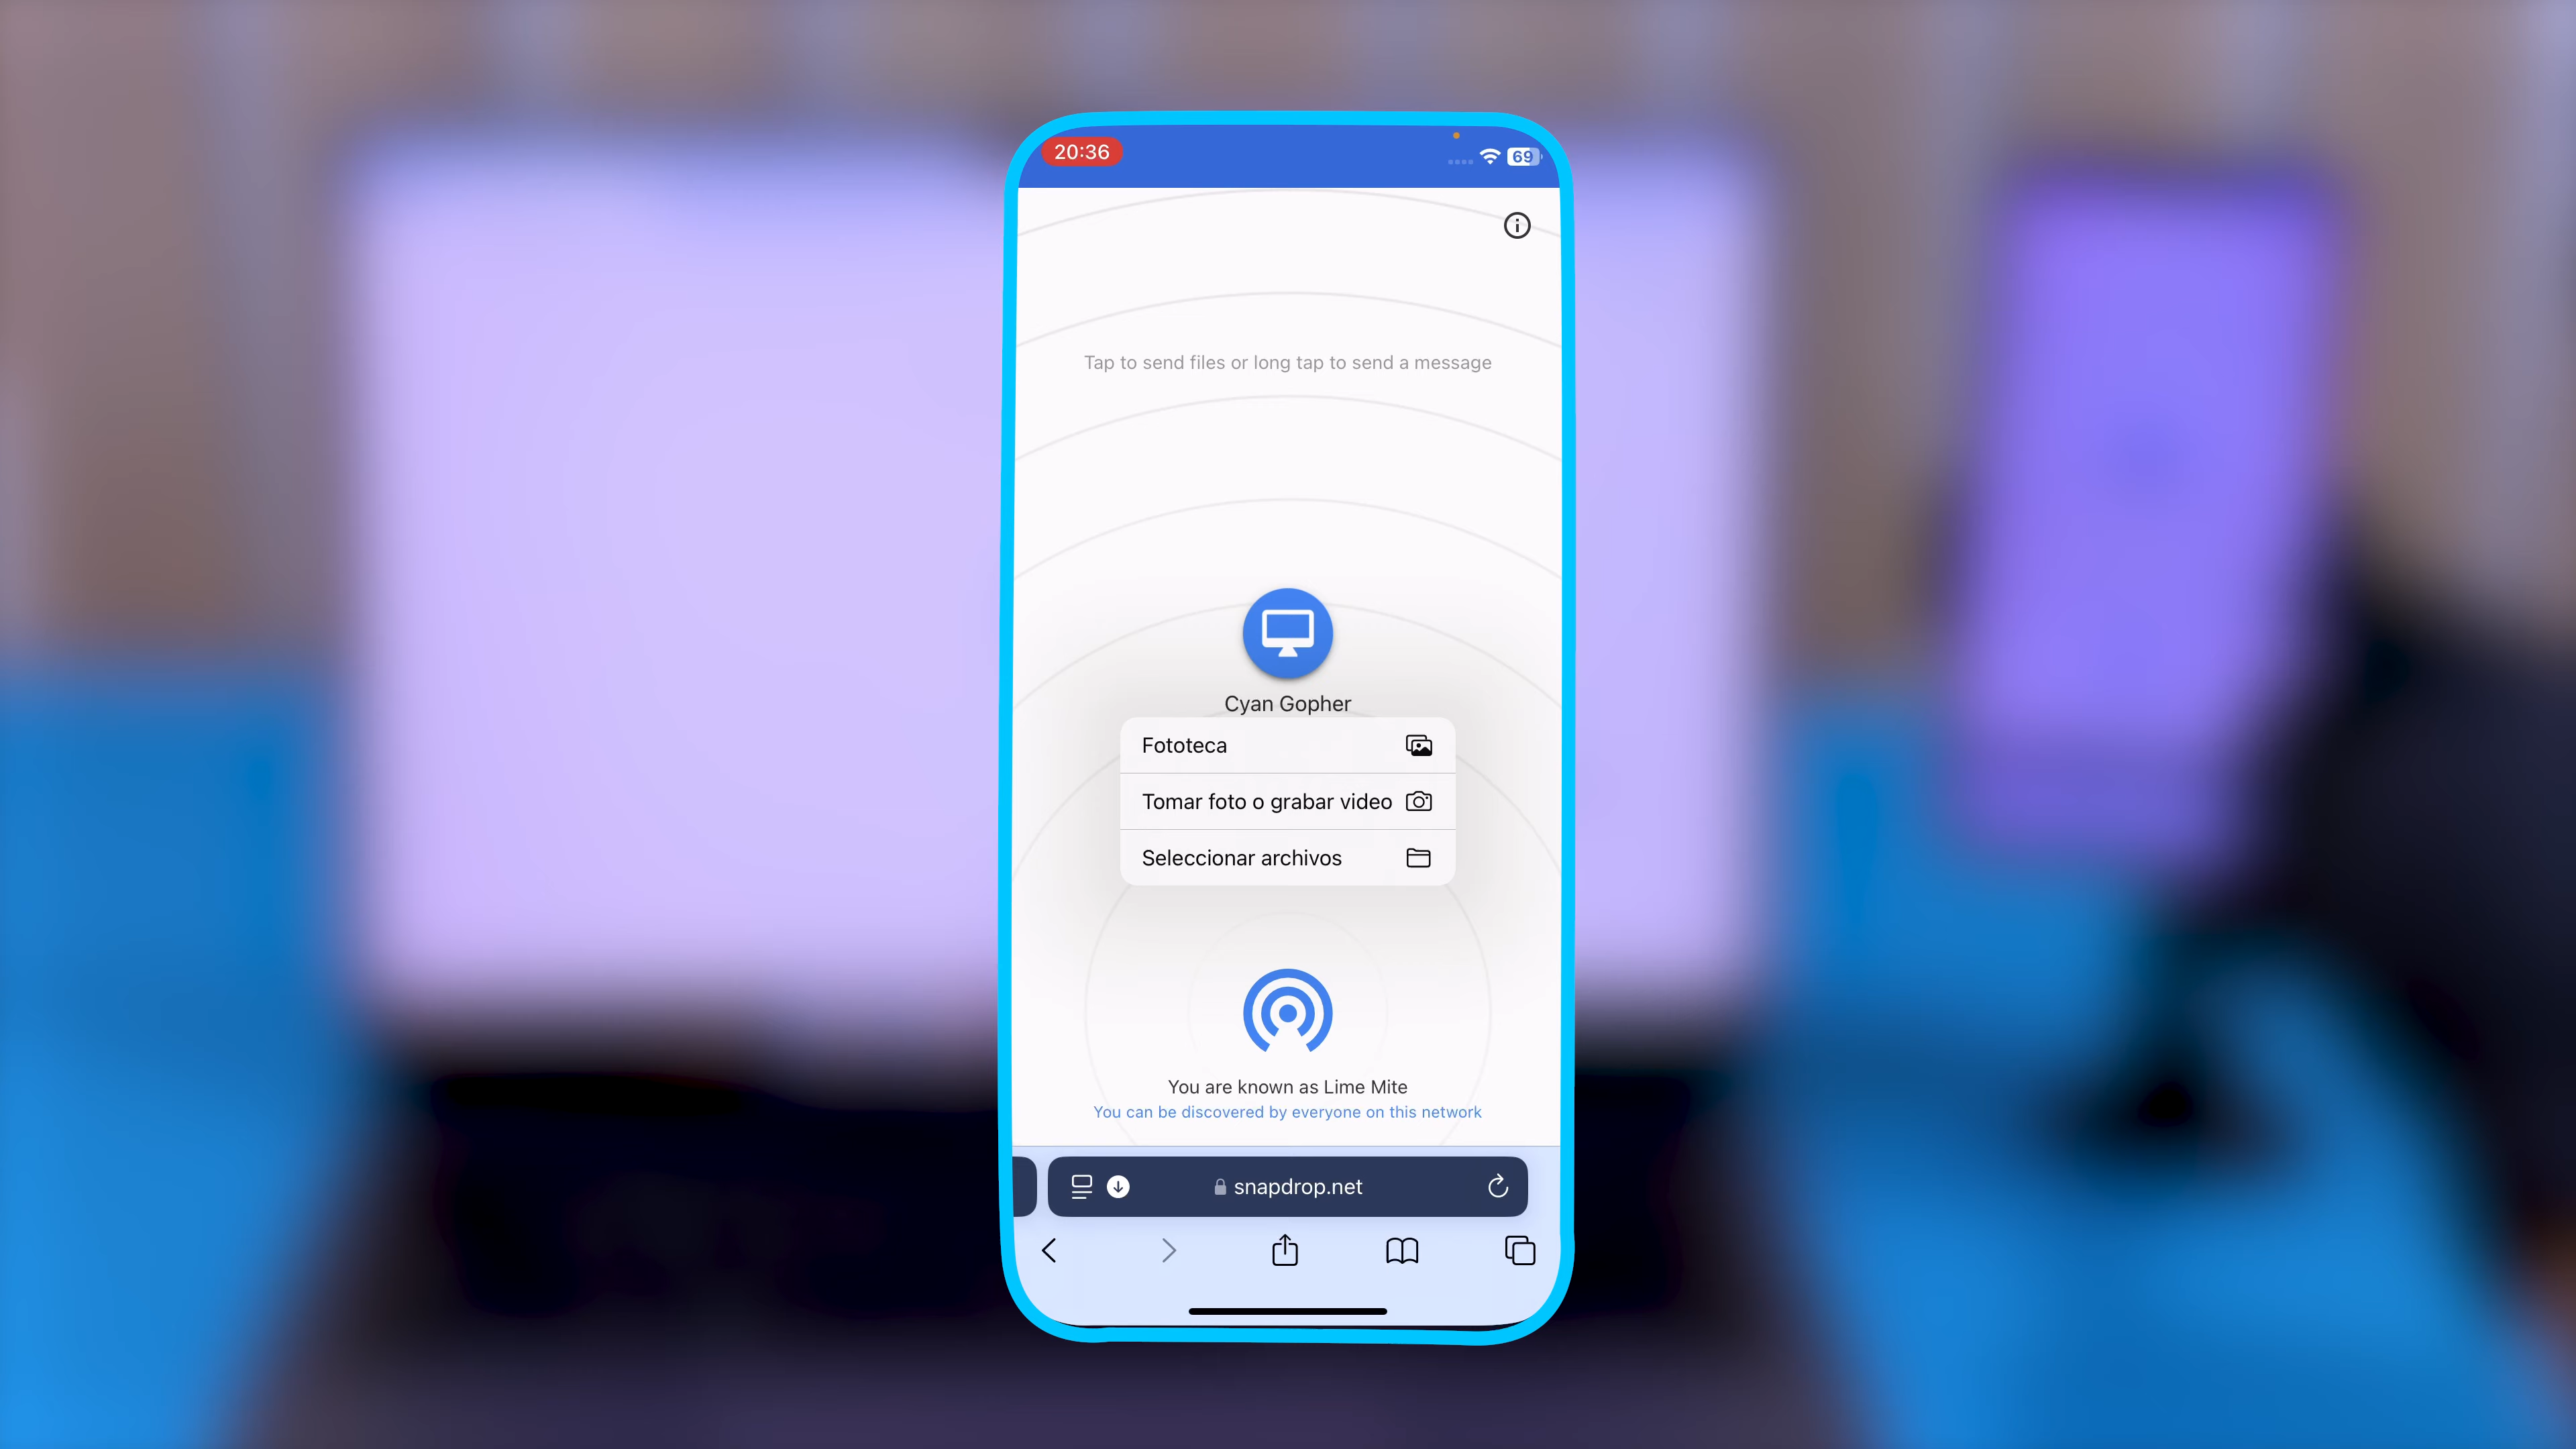 20:36
69
Tap to send files or long tap to send a message
Cyan Gopher
Fototeca
Tomar foto o grabar video
Seleccionar archivos
You are known as Lime Mite
You can be discovered by everyone on this network
snapdrop.net